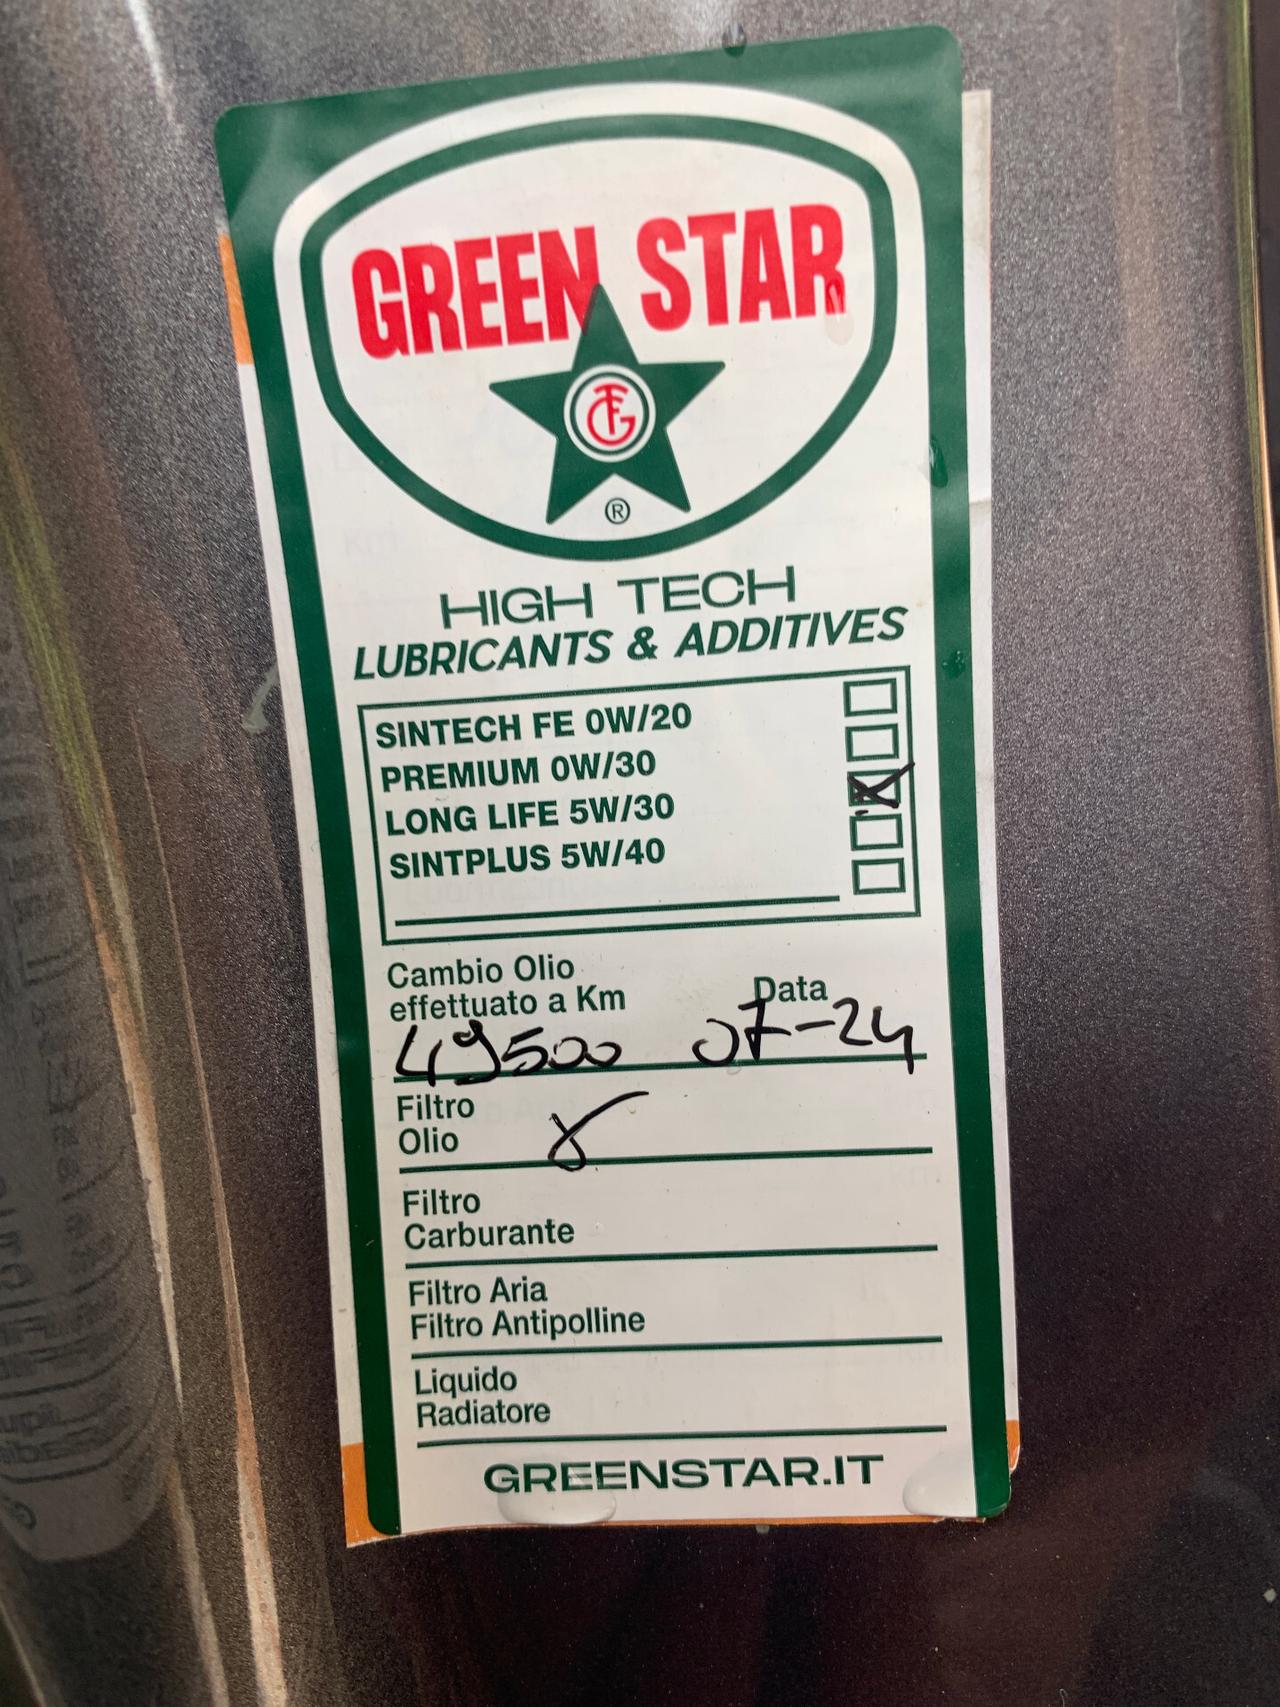 GREEN STAR
TFG
®
HIGH TECH
LUBRICANTS & ADDITIVES
SINTECH FE 0W/20
PREMIUM 0W/30
LONG LIFE 5W/30
SINTPLUS 5W/40
Cambio Olio
effettuato a Km
Data
49500 07-24
Filtro
Olio
Filtro
Carburante
Filtro Aria
Filtro Antipolline
Liquido
Radiatore
GREENSTAR.IT